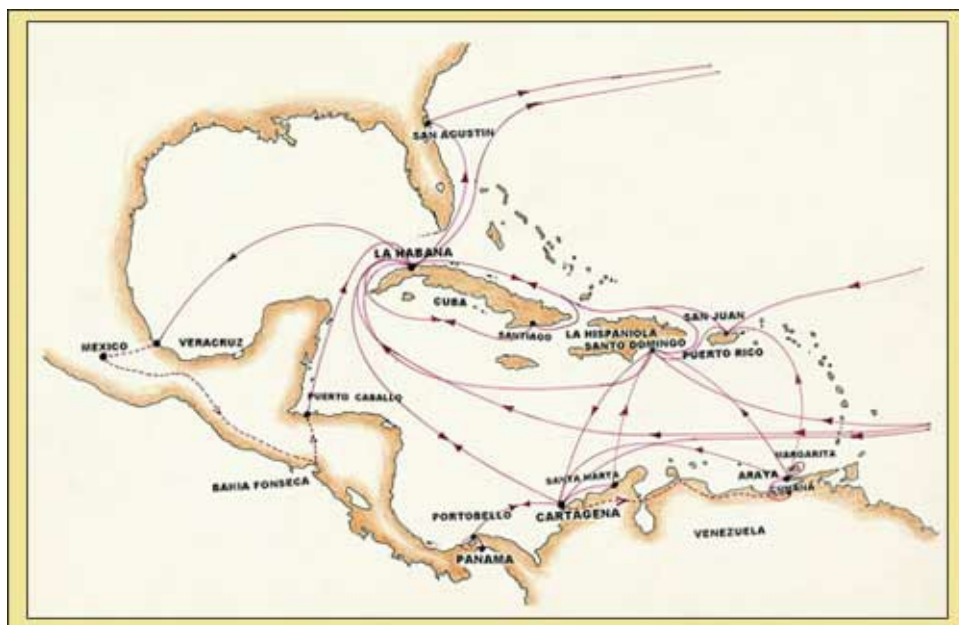 SAN AGUSTIN
LA HABANA
CUBA
SANTIAGO
LA HISPANIOLA
SANTO DOMINGO
SAN JUAN
PUERTO RICO
MEXICO
VERACRUZ
PUERTO CABALLO
BAHIA FONSECA
SANTA MARTA
CARTAGENA
PORTOBELLO
PANAMA
MARGARITA
ARAYA
CUMANÁ
VENEZUELA